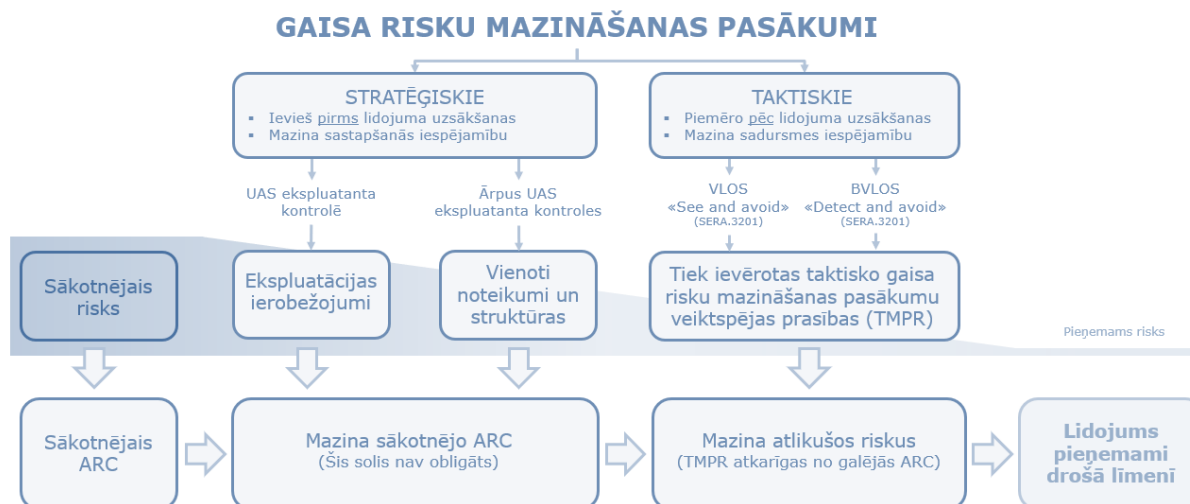 GAISA RISKU MAZINĀŠANAS PASĀKUMI
STRATĒĢISKIE
▪ Ievieš pirms lidojuma uzsākšanas
▪ Mazina sastapšanās iespējamību
TAKTISKIE
▪ Piemēro pēc lidojuma uzsākšanas
▪ Mazina sadursmes iespējamību
UAS ekspluatanta
kontrolē
Ārpus UAS
ekspluatanta kontroles
VLOS
«See and avoid»
(SERA.3201)
BVLOS
«Detect and avoid»
(SERA.3201)
Sākotnējais
risks
Ekspluatācijas
ierobežojumi
Vienoti
noteikumi un
struktūras
Tiek ievērotas taktisko gaisa
risku mazināšanas pasākumu
veiktspējas prasības (TMPR)
Pieņemams risks
Sākotnējais
ARC
Mazina sākotnējo ARC
(Šis solis nav obligāts)
Mazina atlikušos riskus
(TMPR atkarīgas no galējās ARC)
Lidojums
pieņemami
drošā līmenī